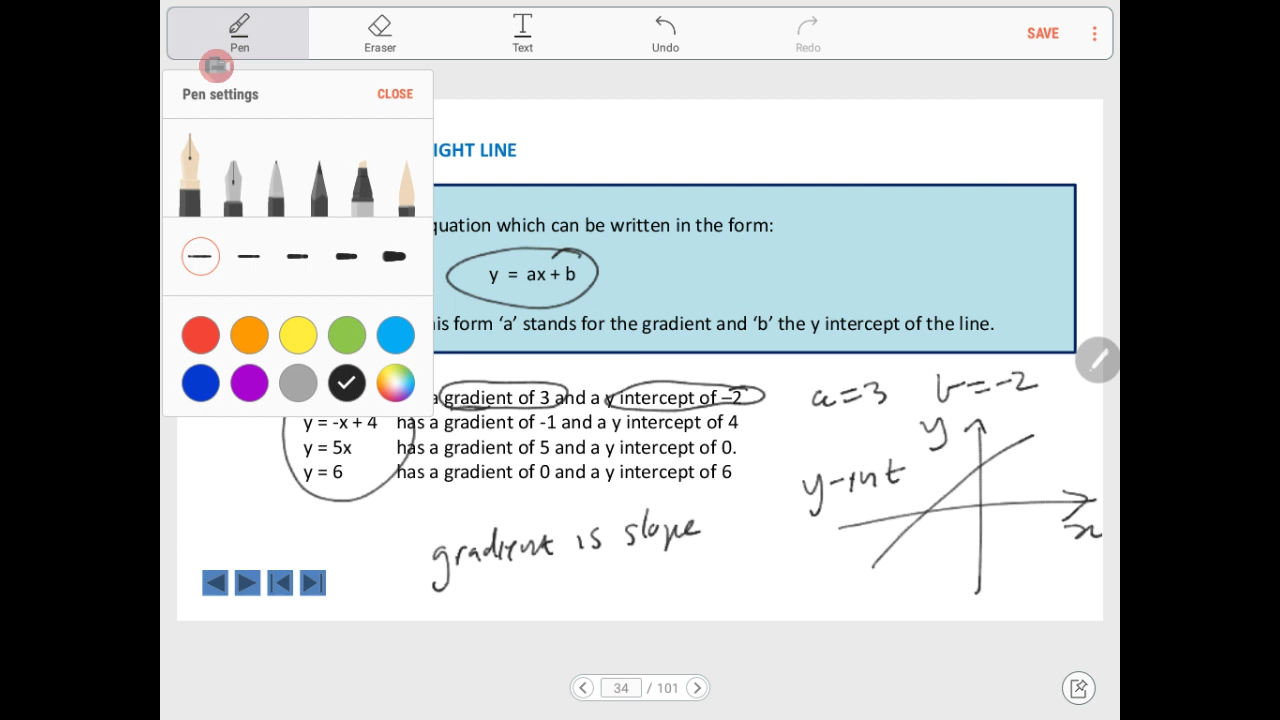 Pen Eraser Text Undo Redo SAVE
Pen settings CLOSE
IGHT LINE
quation which can be written in the form:
y = ax + b
his form ‘a’ stands for the gradient and ‘b’ the y intercept of the line.
a gradient of 3 and a y intercept of –2
a=3 b=-2
y = -x + 4 has a gradient of -1 and a y intercept of 4
y = 5x has a gradient of 5 and a y intercept of 0.
y = 6 has a gradient of 0 and a y intercept of 6
y
y-int
x
gradient is slope
34 / 101